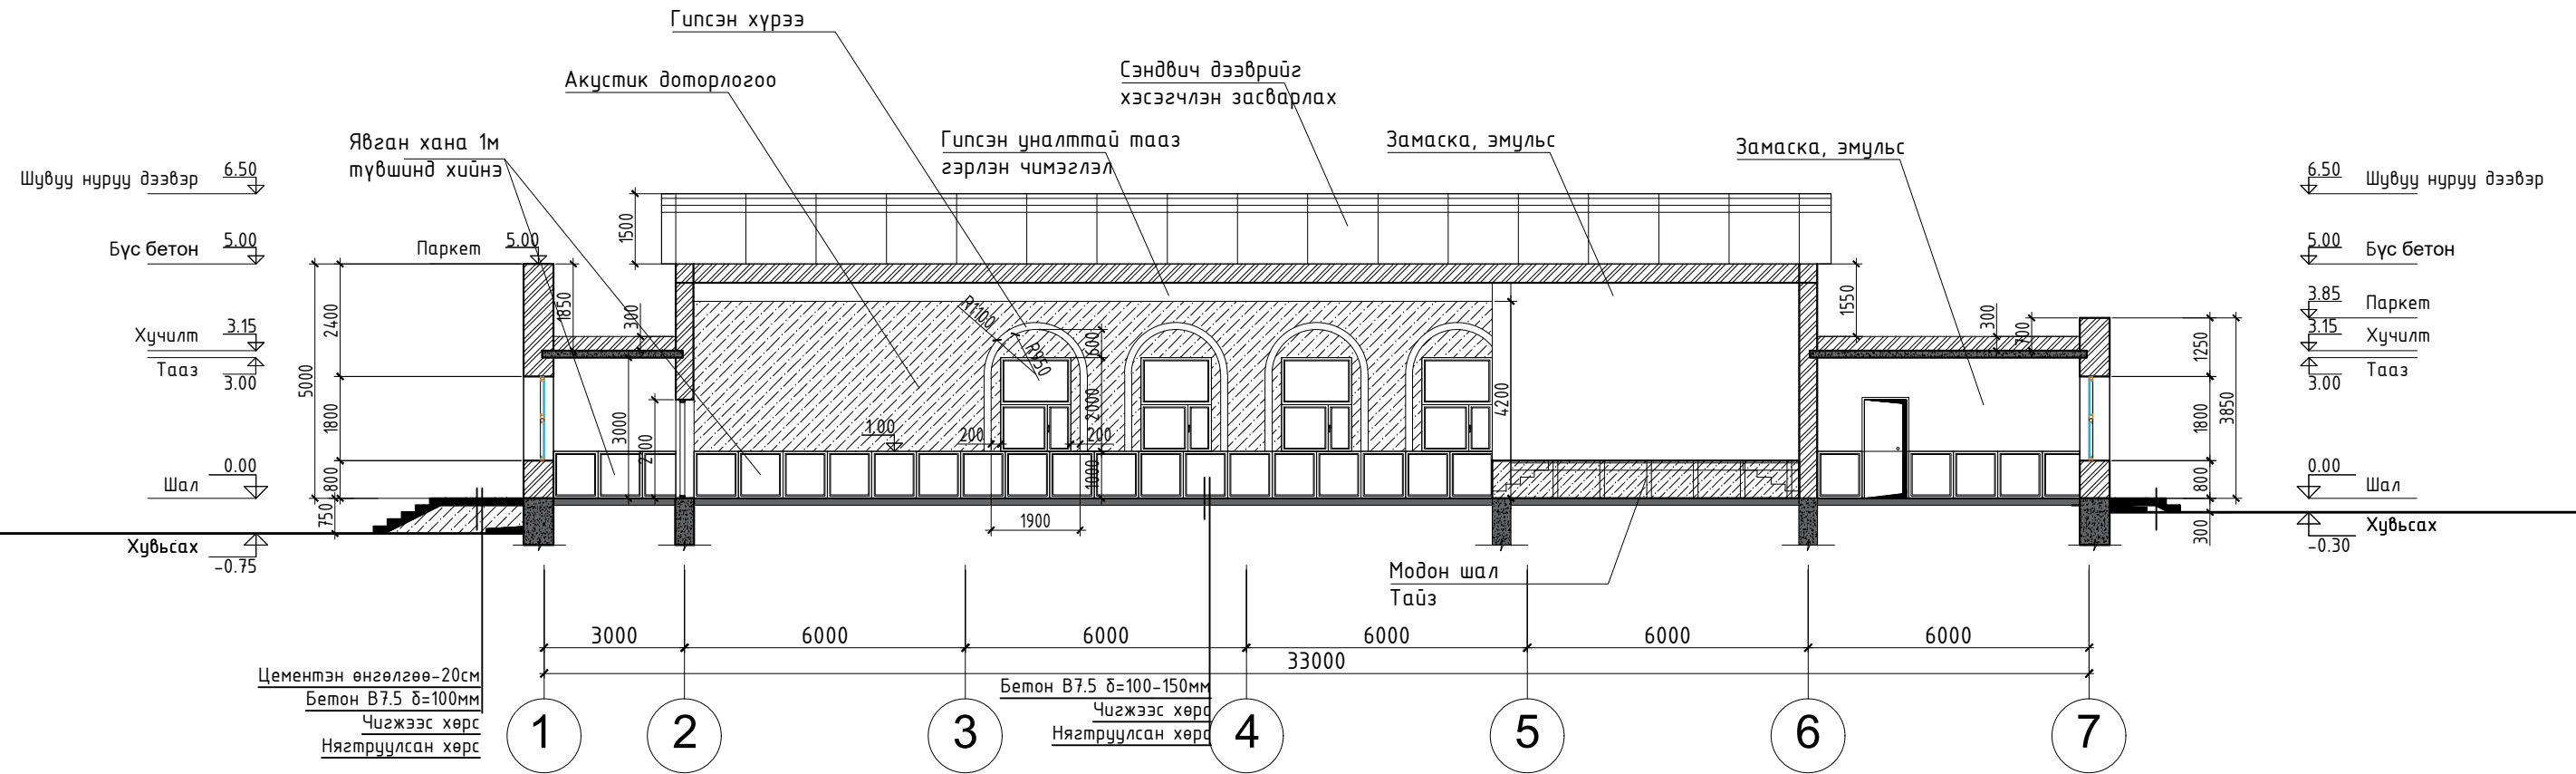 Гипсэн хүрээ
Акустик доторлогоо
Сэндвич дээврийг
хэсэгчлэн засварлах
Явган хана 1м
түвшинд хийнэ
Гипсэн уналттай тааз
гэрлэн чимэглэл
Замаска, эмульс
Замаска, эмульс
Шувуу нуруу дээвэр 6.50
Бүс бетон 5.00
Паркет 5.00
Хучилт 3.15
Тааз
3.00
0.00
Шал
Хувьсах
-0.75
5000
2400
1800
800
750
1850
300
3000
2100
1500
R1100
R950
600
2000
1000
1.00
200
200
1900
4200
1550
300
700
1250
1800
800
3850
300
6.50 Шувуу нуруу дээвэр
5.00 Бүс бетон
3.85 Паркет
3.15 Хучилт
Тааз
3.00
0.00
Шал
Хувьсах
-0.30
Модон шал
Тайз
3000 6000 6000 6000 6000 6000
33000
Цементэн өнгөлгөө-20см
Бетон В7.5 δ=100мм
Чигжээс хөрс
Нягтруулсан хөрс
Бетон В7.5 δ=100-150мм
Чигжээс хөрс
Нягтруулсан хөрс
1 2 3 4 5 6 7